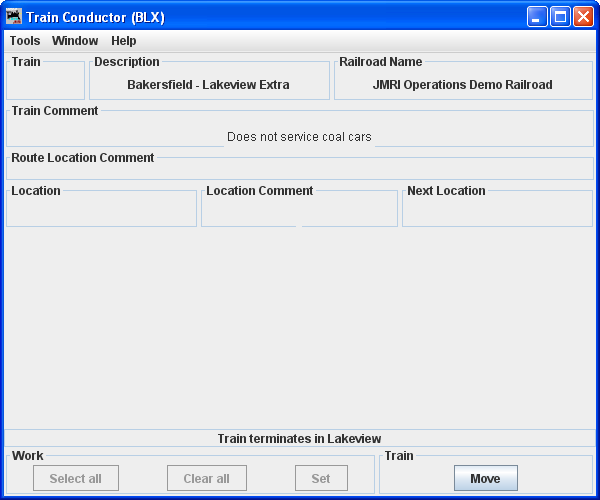 Train Conductor (BLX)
Tools Window Help
Train Description Railroad Name
Bakersfield - Lakeview Extra JMRI Operations Demo Railroad
Train Comment
Does not service coal cars
Route Location Comment
Location Location Comment Next Location
Train terminates in Lakeview
Work Train
Select all Clear all Set Move